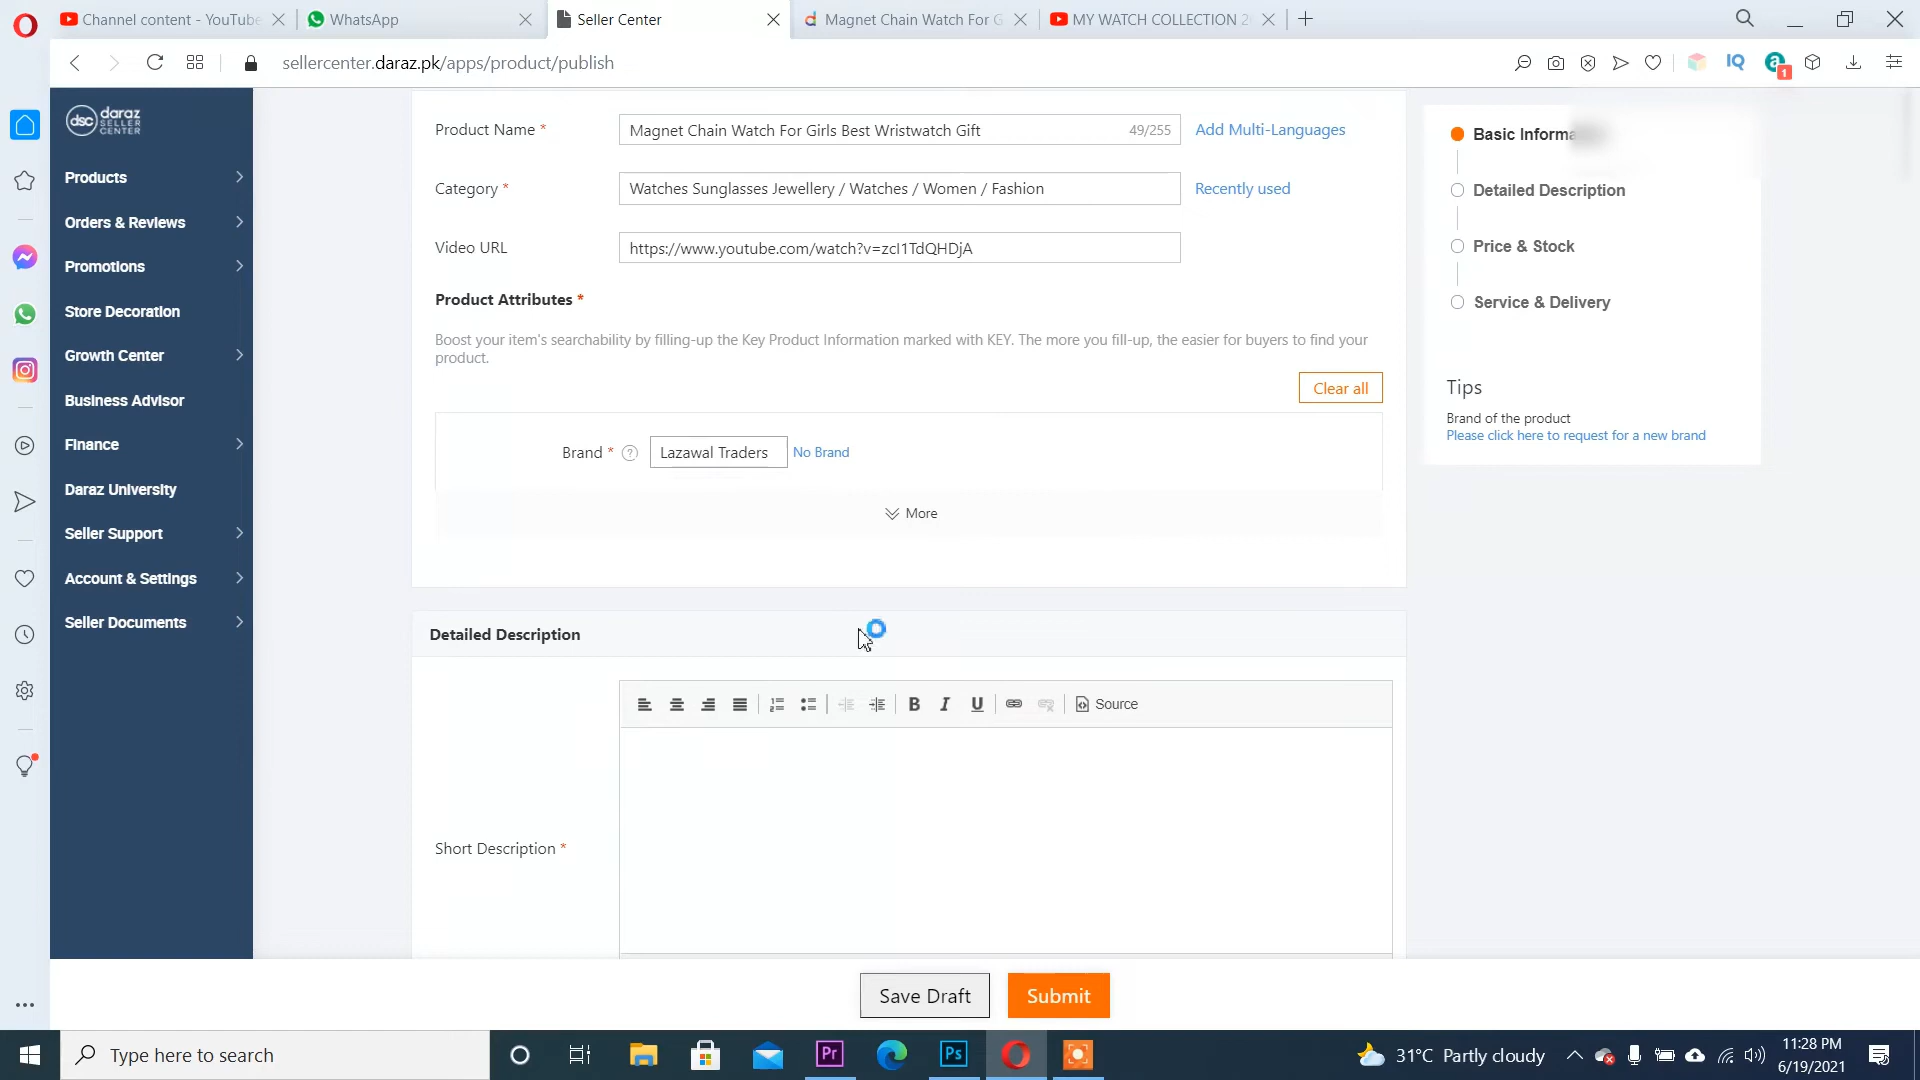 Channel content - YouTube
WhatsApp
Seller Center
Magnet Chain Watch For G
MY WATCH COLLECTION 2
sellercenter.daraz.pk/apps/product/publish
IQ
a
1
dsc daraz
SELLER
CENTER
Products
Orders & Reviews
Promotions
Store Decoration
Growth Center
Business Advisor
Finance
Daraz University
Seller Support
Account & Settings
Seller Documents
Product Name * Magnet Chain Watch For Girls Best Wristwatch Gift 49/255 Add Multi-Languages
Category * Watches Sunglasses Jewellery / Watches / Women / Fashion Recently used
Video URL https://www.youtube.com/watch?v=zcI1TdQHDjA
Product Attributes *
Boost your item's searchability by filling-up the Key Product Information marked with KEY. The more you fill-up, the easier for buyers to find your
product.
Clear all
Brand * ? Lazawal Traders No Brand
More
Detailed Description
Source
Short Description *
Save Draft Submit
Basic Informa
Detailed Description
Price & Stock
Service & Delivery
Tips
Brand of the product
Please click here to request for a new brand
Type here to search
Pr
Ps
31°C Partly cloudy
11:28 PM
6/19/2021